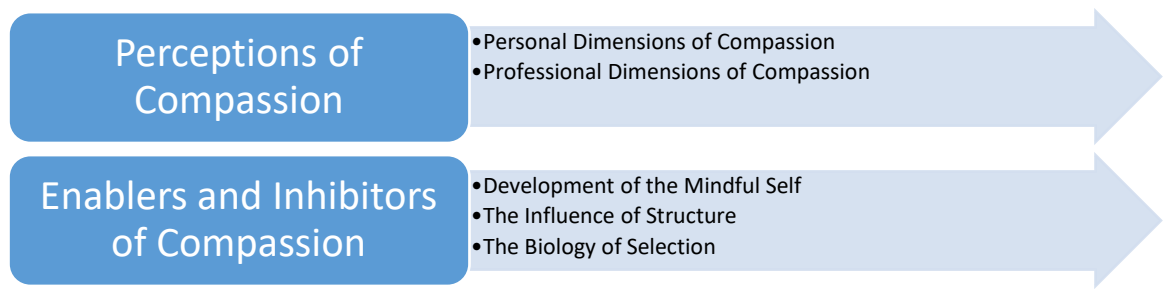 Perceptions of
Compassion
•Personal Dimensions of Compassion
•Professional Dimensions of Compassion
Enablers and Inhibitors
of Compassion
•Development of the Mindful Self
•The Influence of Structure
•The Biology of Selection